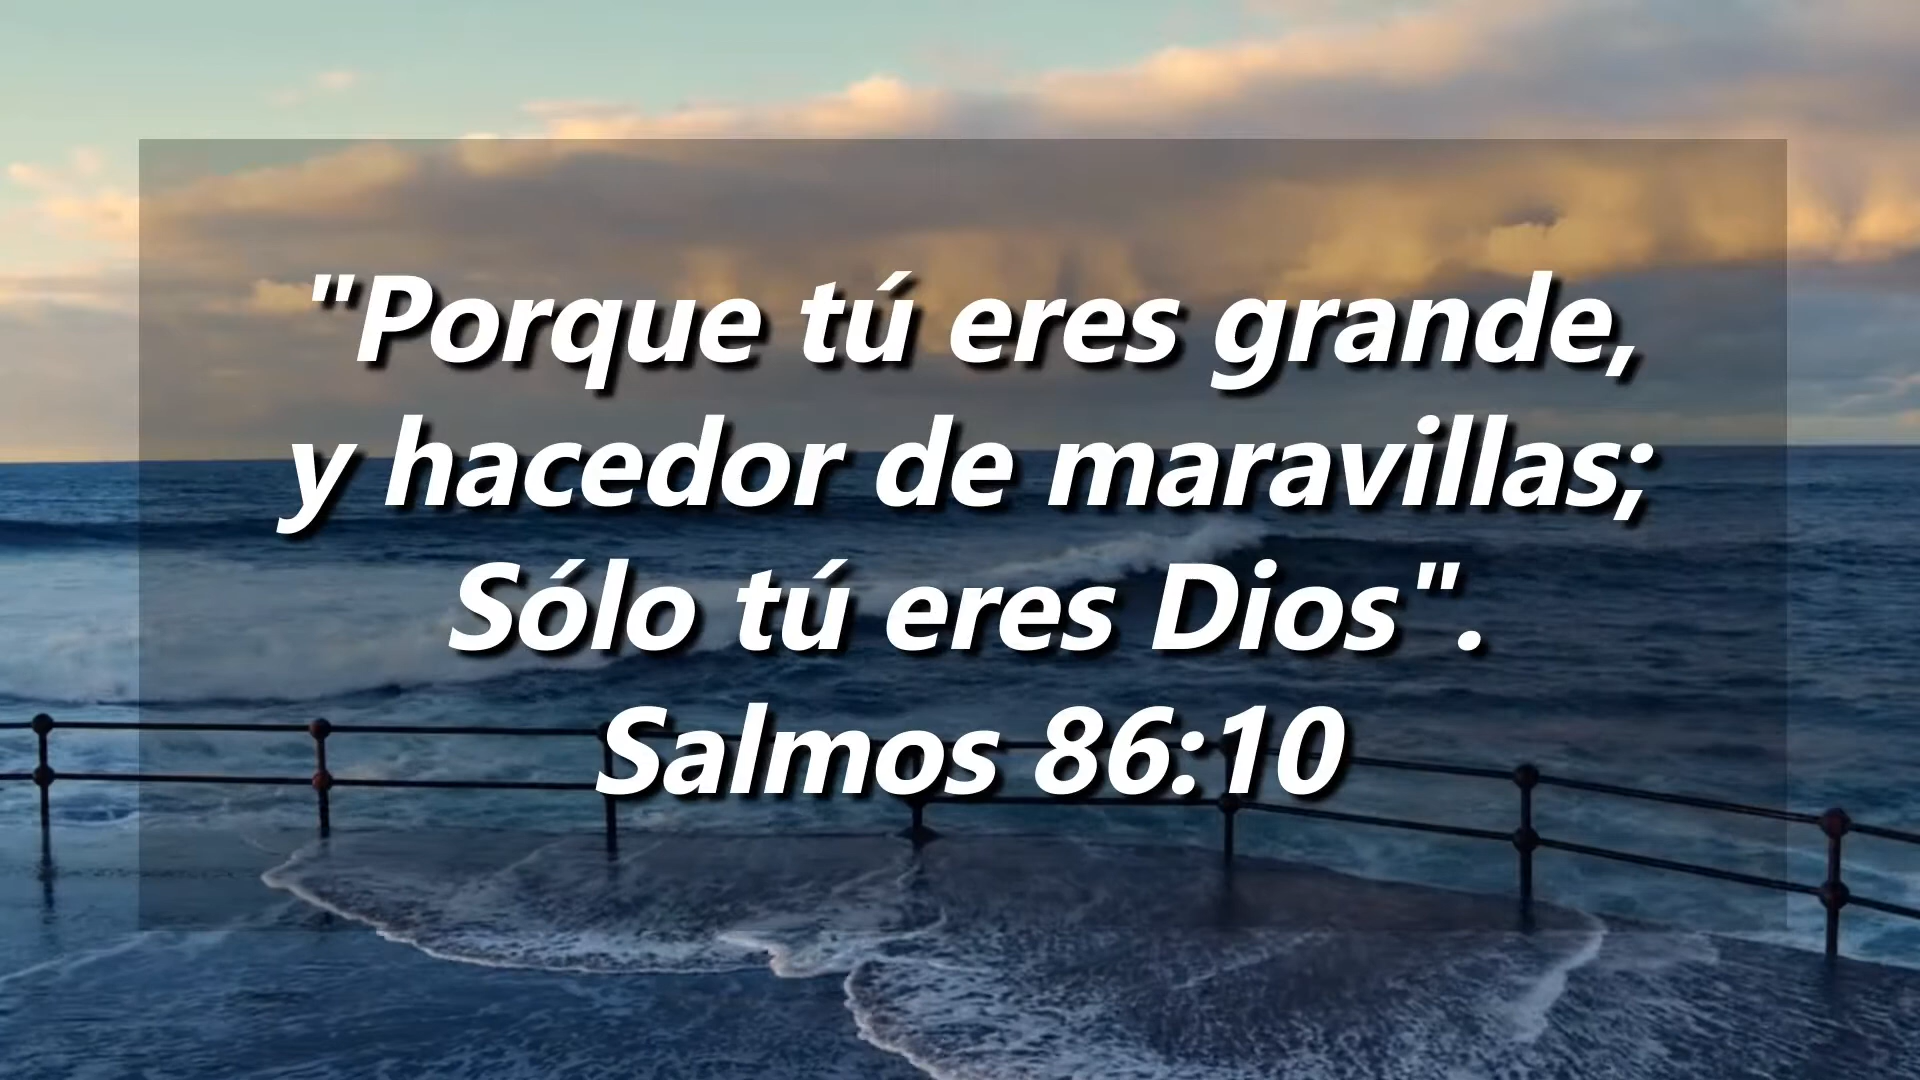 "Porque tú eres grande,
y hacedor de maravillas;
Sólo tú eres Dios".
Salmos 86:10